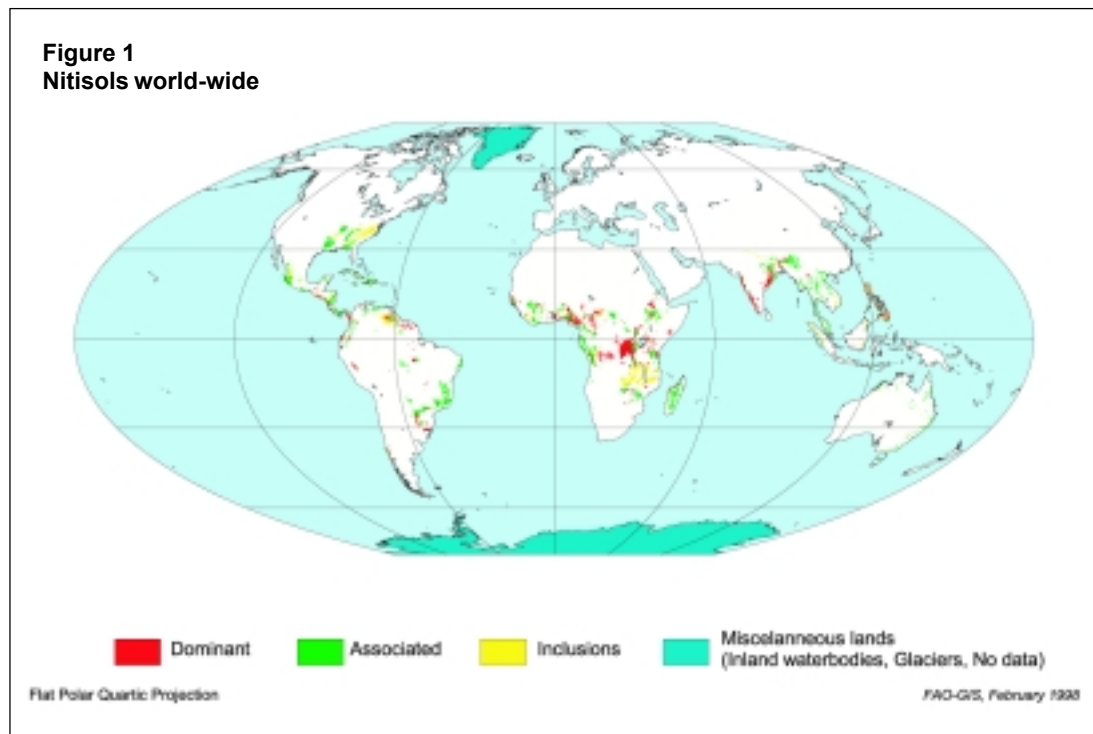 Figure 1
Nitisols world-wide
Dominant
Associated
Inclusions
Miscelanneous lands
(Inland waterbodies, Glaciers, No data)
Flat Polar Quartic Projection
FAO-GIS, February 1998